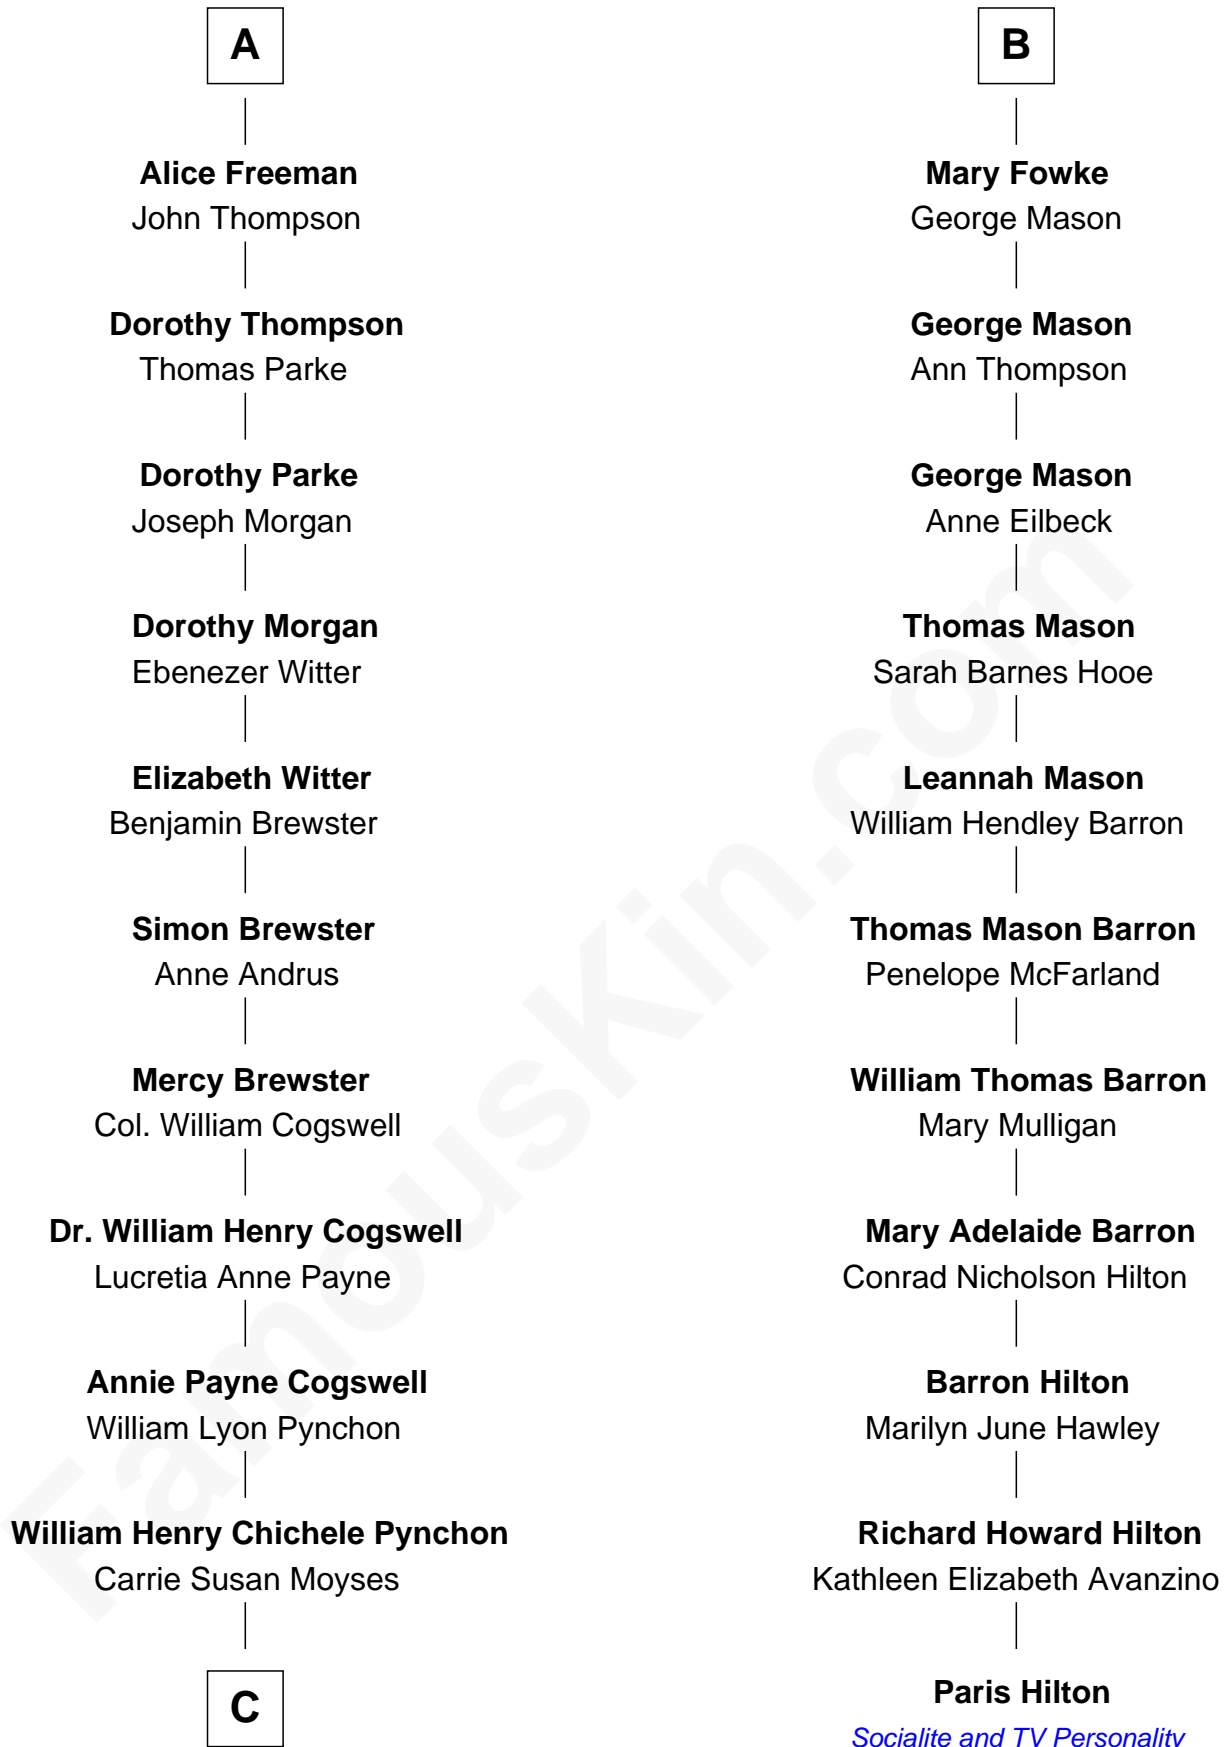 A
Alice Freeman
John Thompson
Dorothy Thompson
Thomas Parke
Dorothy Parke
Joseph Morgan
Dorothy Morgan
Ebenezer Witter
Elizabeth Witter
Benjamin Brewster
Simon Brewster
Anne Andrus
Mercy Brewster
Col. William Cogswell
Dr. William Henry Cogswell
Lucretia Anne Payne
Annie Payne Cogswell
William Lyon Pynchon
William Henry Chichele Pynchon
Carrie Susan Moyses
C
B
Mary Fowke
George Mason
George Mason
Ann Thompson
George Mason
Anne Eilbeck
Thomas Mason
Sarah Barnes Hooe
Leannah Mason
William Hendley Barron
Thomas Mason Barron
Penelope McFarland
William Thomas Barron
Mary Mulligan
Mary Adelaide Barron
Conrad Nicholson Hilton
Barron Hilton
Marilyn June Hawley
Richard Howard Hilton
Kathleen Elizabeth Avanzino
Paris Hilton
Socialite and TV Personality
FamousKin.com